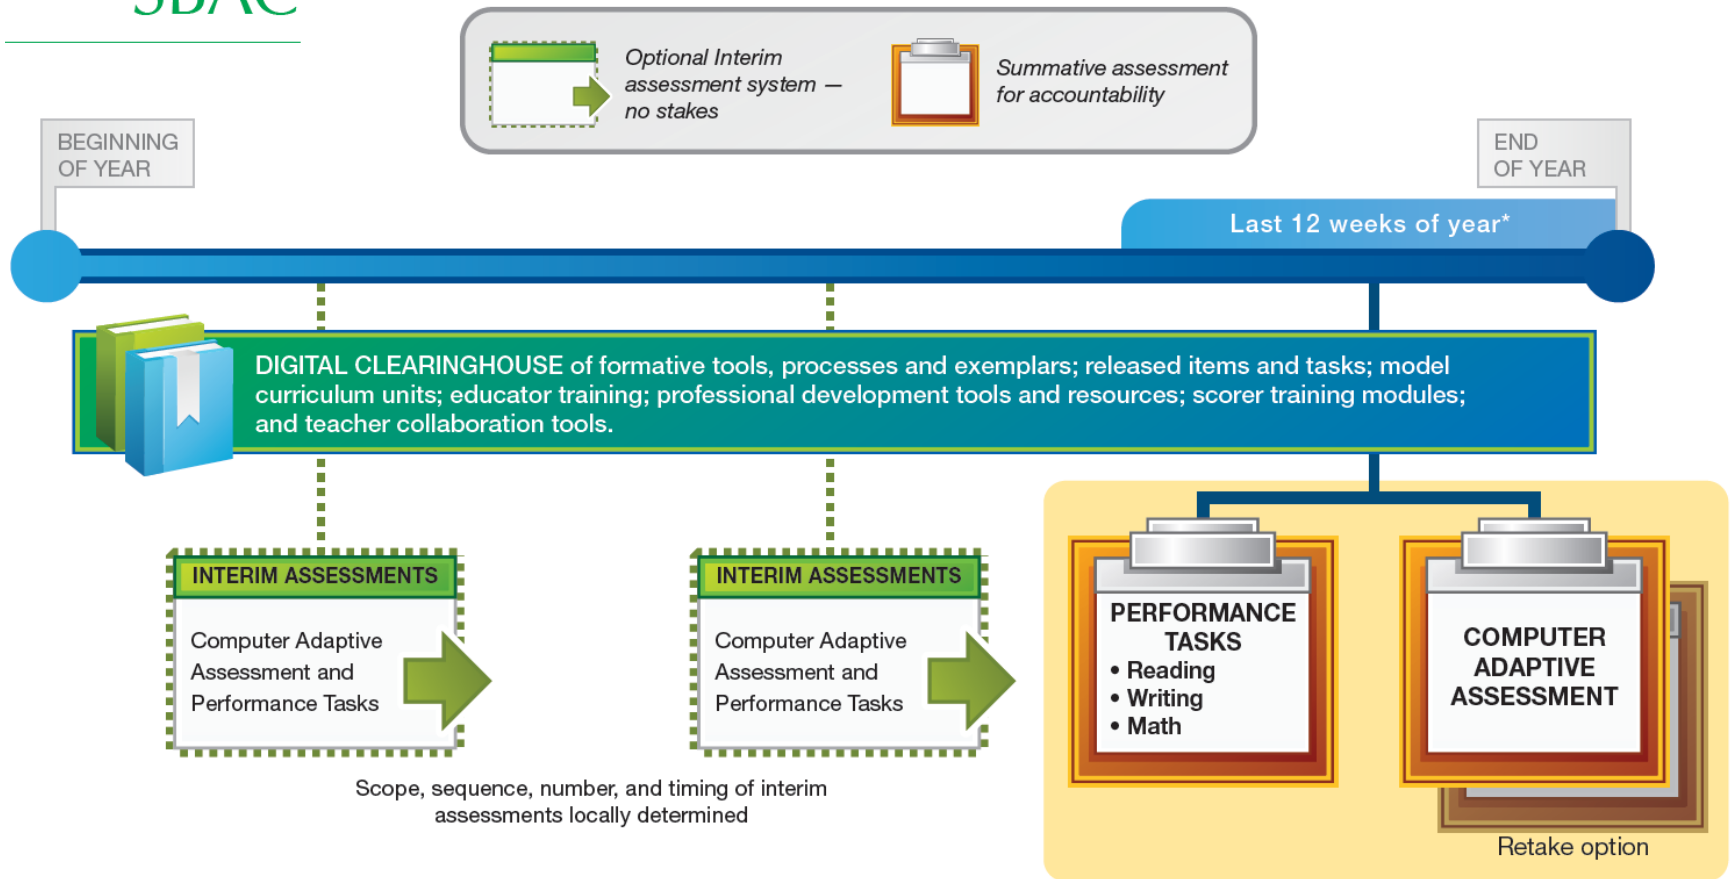 SBAC
Optional Interim
assessment system —
no stakes
Summative assessment
for accountability
BEGINNING
OF YEAR
END
OF YEAR
Last 12 weeks of year*
DIGITAL CLEARINGHOUSE of formative tools, processes and exemplars; released items and tasks; model
curriculum units; educator training; professional development tools and resources; scorer training modules;
and teacher collaboration tools.
INTERIM ASSESSMENTS
Computer Adaptive
Assessment and
Performance Tasks
INTERIM ASSESSMENTS
Computer Adaptive
Assessment and
Performance Tasks
Scope, sequence, number, and timing of interim
assessments locally determined
PERFORMANCE
TASKS
• Reading
• Writing
• Math
COMPUTER
ADAPTIVE
ASSESSMENT
Retake option